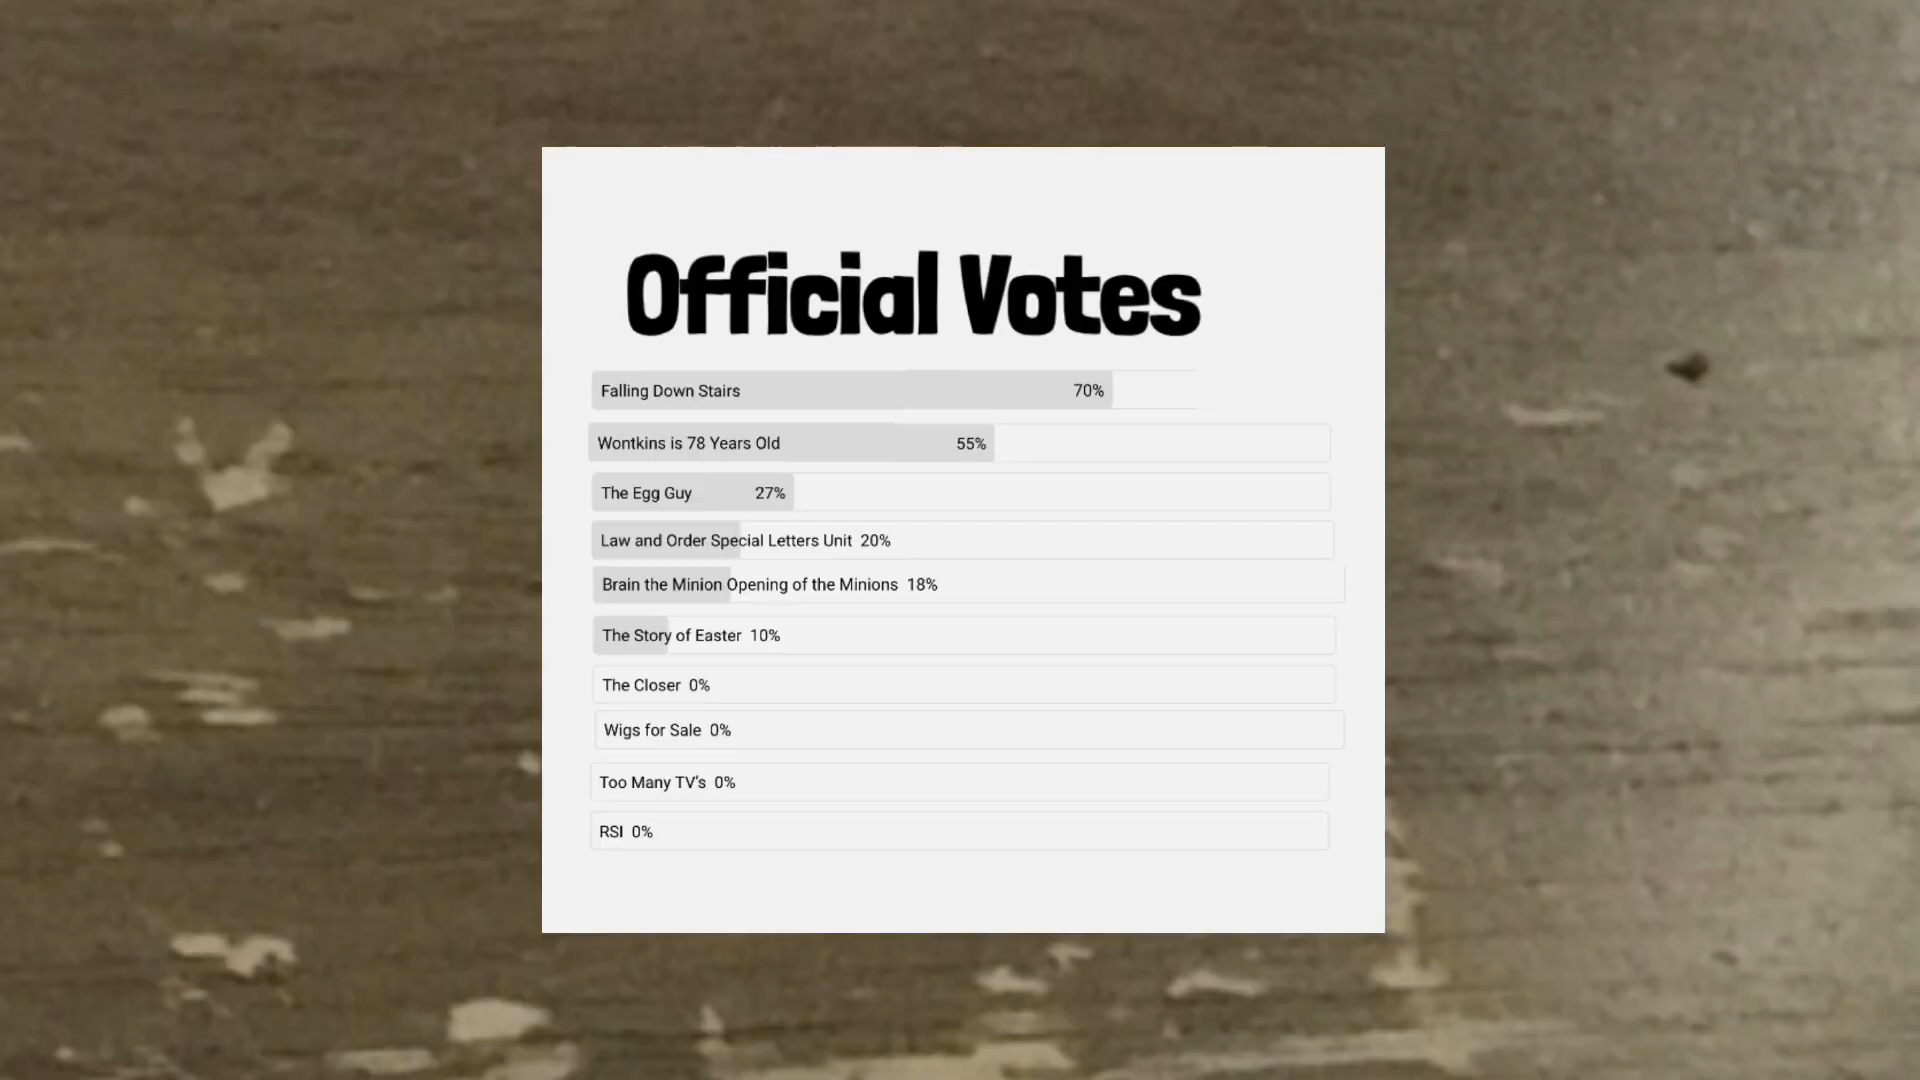 Official Votes
Falling Down Stairs 70%
Wontkins is 78 Years Old 55%
The Egg Guy 27%
Law and Order Special Letters Unit 20%
Brain the Minion Opening of the Minions 18%
The Story of Easter 10%
The Closer 0%
Wigs for Sale 0%
Too Many TV's 0%
RSI 0%